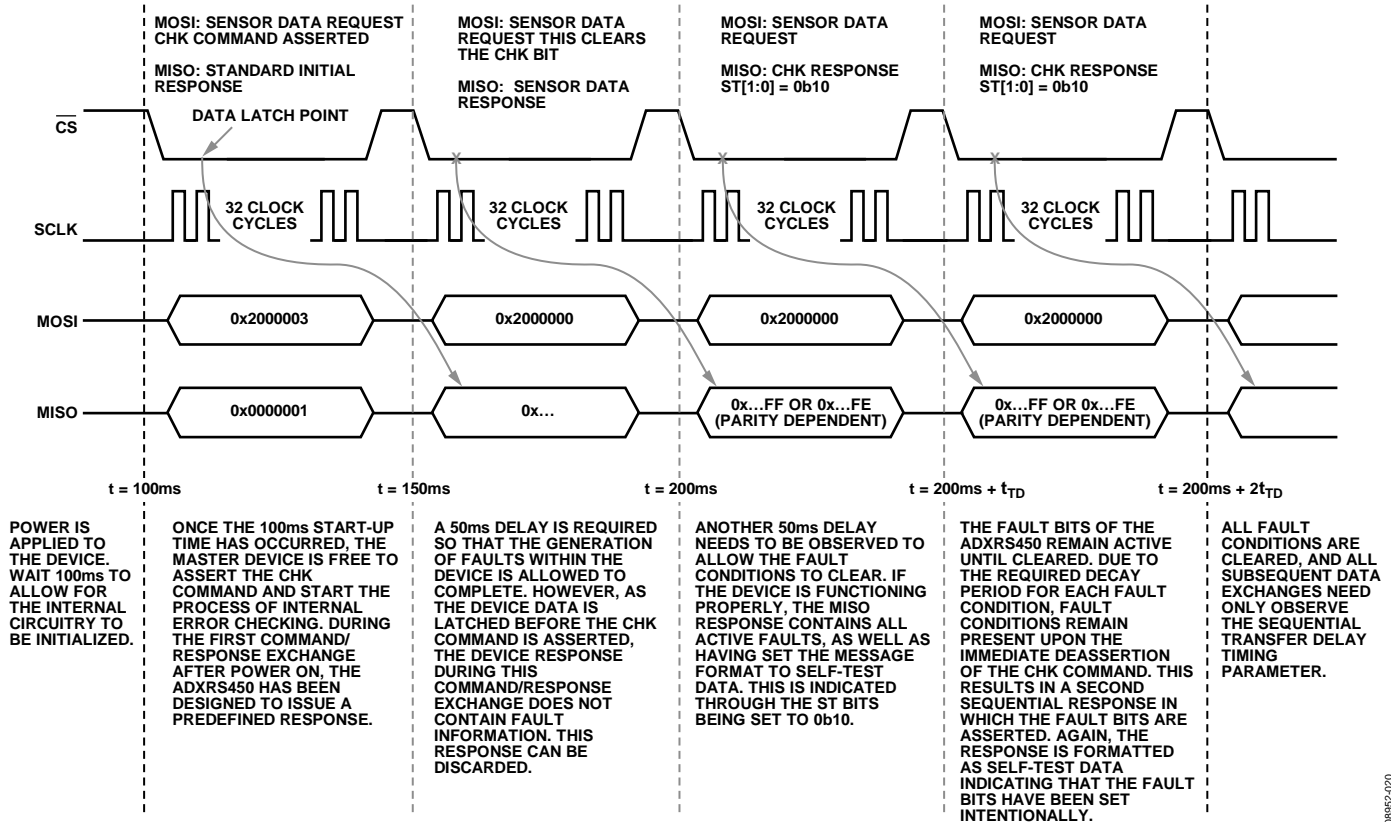 MOSI: SENSOR DATA REQUEST
CHK COMMAND ASSERTED
MISO: STANDARD INITIAL
RESPONSE
MOSI: SENSOR DATA
REQUEST THIS CLEARS
THE CHK BIT
MISO: SENSOR DATA
RESPONSE
MOSI: SENSOR DATA
REQUEST
MISO: CHK RESPONSE
ST[1:0] = 0b10
MOSI: SENSOR DATA
REQUEST
MISO: CHK RESPONSE
ST[1:0] = 0b10
DATA LATCH POINT
CS
X
X
X
SCLK
32 CLOCK
CYCLES
32 CLOCK
CYCLES
32 CLOCK
CYCLES
32 CLOCK
CYCLES
MOSI
0x2000003
0x2000000
0x2000000
0x2000000
MISO
0x0000001
0x...
0x...FF OR 0x...FE
(PARITY DEPENDENT)
0x...FF OR 0x...FE
(PARITY DEPENDENT)
t = 100ms
t = 150ms
t = 200ms
t = 200ms + tTD
t = 200ms + 2tTD
POWER IS
APPLIED TO
THE DEVICE.
WAIT 100ms TO
ALLOW FOR
THE INTERNAL
CIRCUITRY TO
BE INITIALIZED.
ONCE THE 100ms START-UP
TIME HAS OCCURRED, THE
MASTER DEVICE IS FREE TO
ASSERT THE CHK
COMMAND AND START THE
PROCESS OF INTERNAL
ERROR CHECKING. DURING
THE FIRST COMMAND/
RESPONSE EXCHANGE
AFTER POWER ON, THE
ADXRS450 HAS BEEN
DESIGNED TO ISSUE A
PREDEFINED RESPONSE.
A 50ms DELAY IS REQUIRED
SO THAT THE GENERATION
OF FAULTS WITHIN THE
DEVICE IS ALLOWED TO
COMPLETE. HOWEVER, AS
THE DEVICE DATA IS
LATCHED BEFORE THE CHK
COMMAND IS ASSERTED,
THE DEVICE RESPONSE
DURING THIS
COMMAND/RESPONSE
EXCHANGE DOES NOT
CONTAIN FAULT
INFORMATION. THIS
RESPONSE CAN BE
DISCARDED.
ANOTHER 50ms DELAY
NEEDS TO BE OBSERVED TO
ALLOW THE FAULT
CONDITIONS TO CLEAR. IF
THE DEVICE IS FUNCTIONING
PROPERLY, THE MISO
RESPONSE CONTAINS ALL
ACTIVE FAULTS, AS WELL AS
HAVING SET THE MESSAGE
FORMAT TO SELF-TEST
DATA. THIS IS INDICATED
THROUGH THE ST BITS
BEING SET TO 0b10.
THE FAULT BITS OF THE
ADXRS450 REMAIN ACTIVE
UNTIL CLEARED. DUE TO
THE REQUIRED DECAY
PERIOD FOR EACH FAULT
CONDITION, FAULT
CONDITIONS REMAIN
PRESENT UPON THE
IMMEDIATE DEASSERTION
OF THE CHK COMMAND. THIS
RESULTS IN A SECOND
SEQUENTIAL RESPONSE IN
WHICH THE FAULT BITS ARE
ASSERTED. AGAIN, THE
RESPONSE IS FORMATTED
AS SELF-TEST DATA
INDICATING THAT THE FAULT
BITS HAVE BEEN SET
INTENTIONALLY.
ALL FAULT
CONDITIONS ARE
CLEARED, AND ALL
SUBSEQUENT DATA
EXCHANGES NEED
ONLY OBSERVE
THE SEQUENTIAL
TRANSFER DELAY
TIMING
PARAMETER.
08952-020